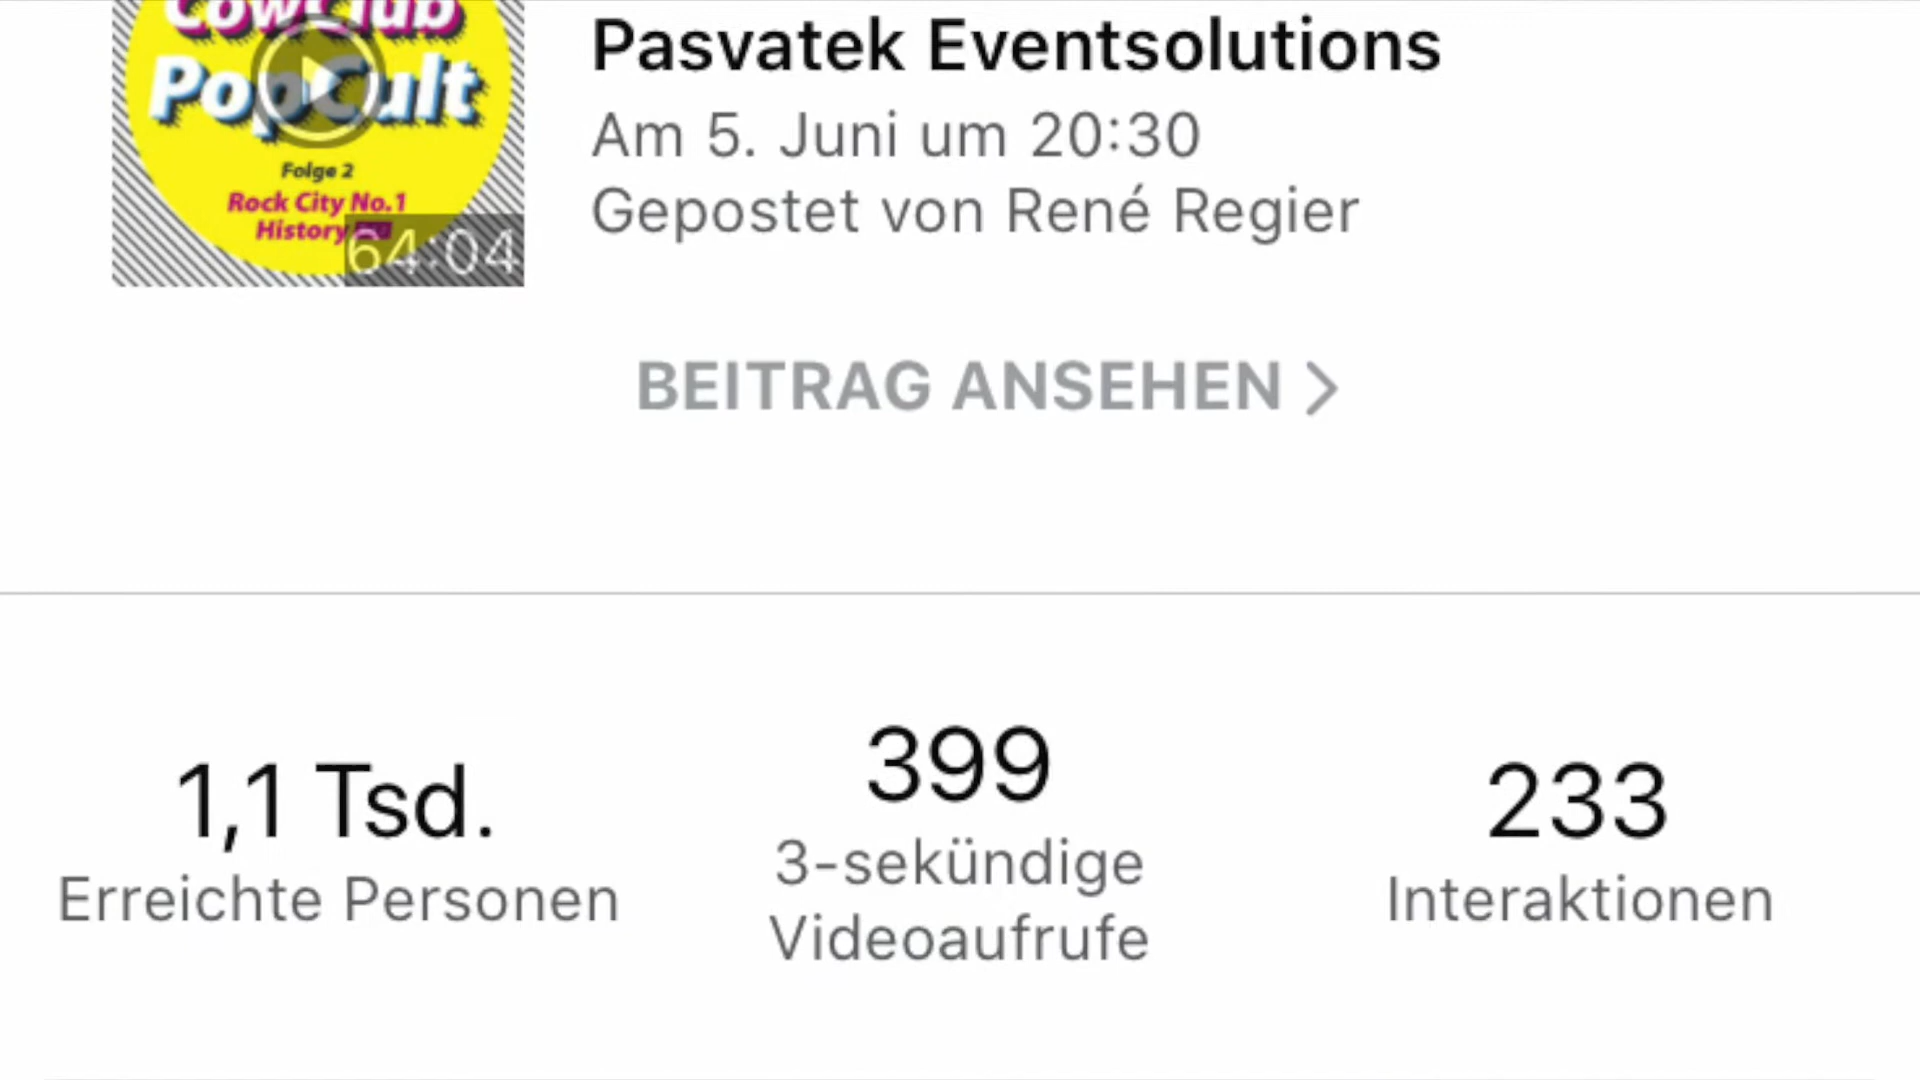 CowClub
PopCult
Folge 2
Rock City No.1
History
64:04
Pasvatek Eventsolutions
Am 5. Juni um 20:30
Gepostet von René Regier
BEITRAG ANSEHEN >
1,1 Tsd.
Erreichte Personen
399
3-sekündige
Videoaufrufe
233
Interaktionen